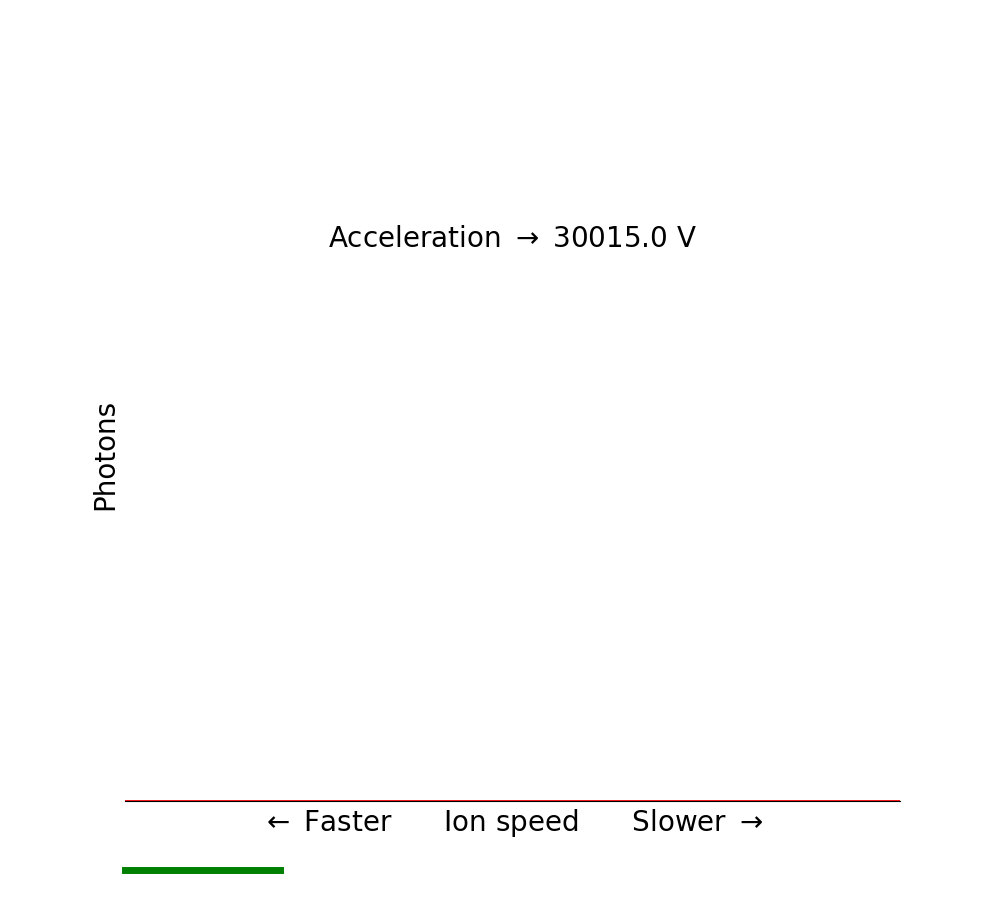 Acceleration → 30015.0 V
Photons
← Faster Ion speed Slower →